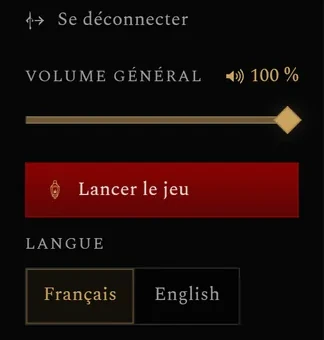 Se déconnecter
VOLUME GÉNÉRAL 100 %
Lancer le jeu
LANGUE
Français English